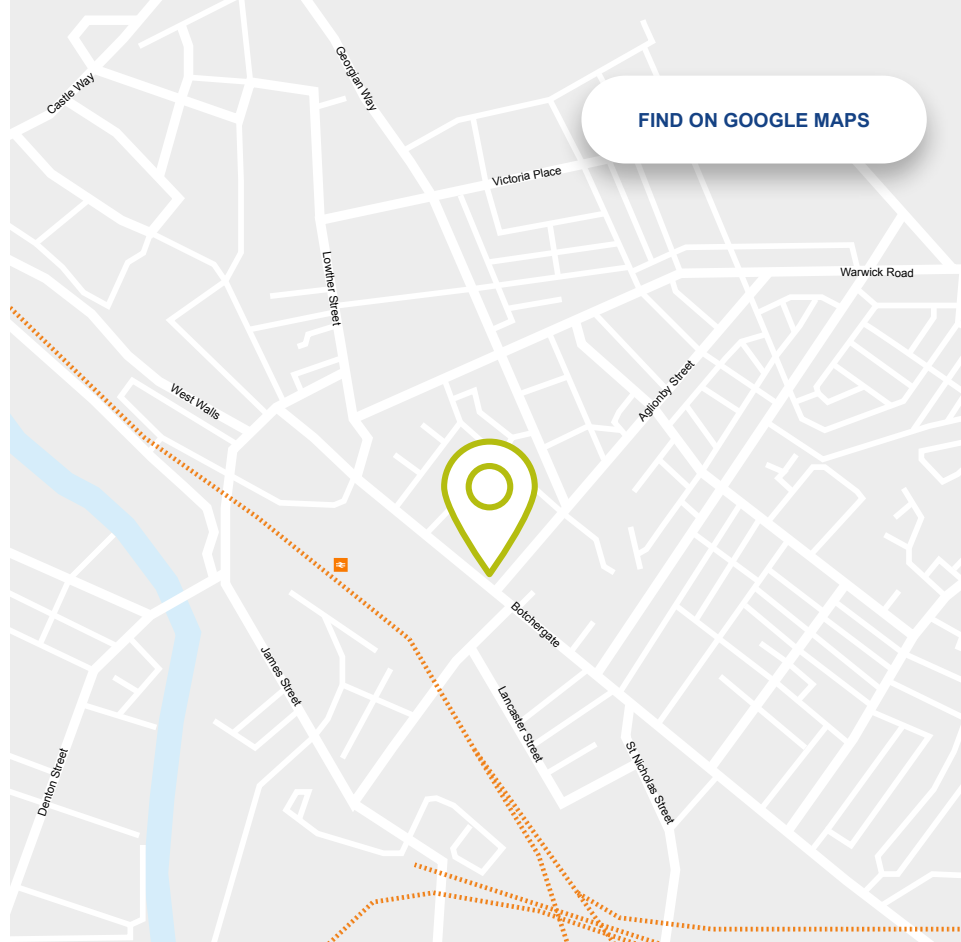 Castle Way
Georgian Way
FIND ON GOOGLE MAPS
Victoria Place
Lowther Street
Warwick Road
West Walls
Aglionby Street
Botchergate
James Street
Lancaster Street
St Nicholas Street
Denton Street